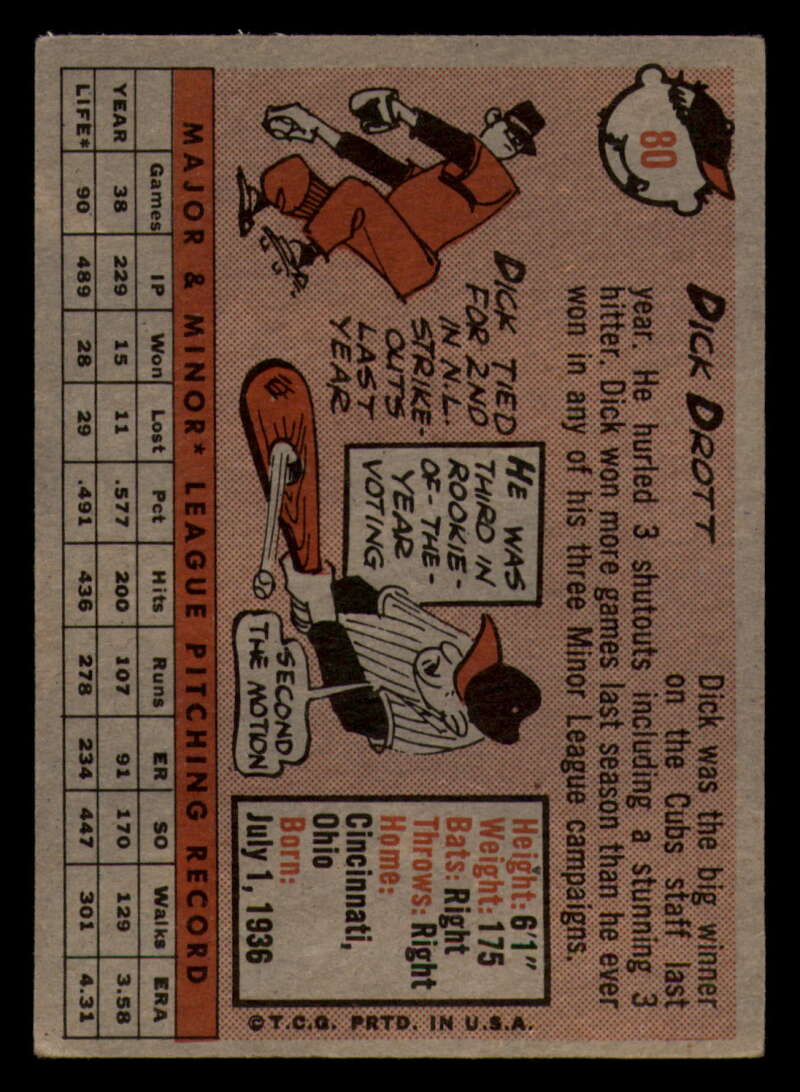 80
DICK DROTT
Dick was the big winner
on the Cubs staff last
year. He hurled 3 shutouts including a stunning 3
hitter. Dick won more games last season than he ever
won in any of his three Minor League campaigns.
DICK TIED
FOR 2ND
IN N.L.
STRIKE-
OUTS
LAST
YEAR
HE WAS
THIRD IN
ROOKIE-
OF-THE-
YEAR
VOTING
SECOND
THE MOTION
Height: 6'1"
Weight: 175
Bats: Right
Throws: Right
Home:
Cincinnati,
Ohio
Born:
July 1, 1936
©T.C.G. PRTD. IN U.S.A.
MAJOR & MINOR* LEAGUE PITCHING RECORD
Games IP Won Lost Pct Hits Runs ER SO Walks ERA
YEAR 38 229 15 11 .577 200 107 91 170 129 3.58
LIFE* 90 489 28 29 .491 436 278 234 447 301 4.31